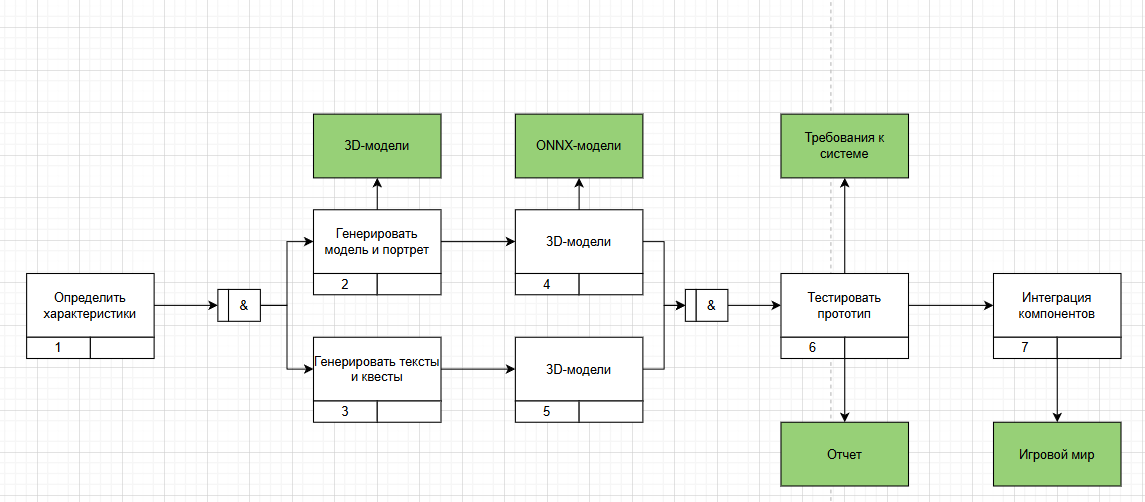 3D-модели
ONNX-модели
Требования к
системе
Генерировать
модель и портрет
2
3D-модели
4
Определить
характеристики
1
&
&
Тестировать
прототип
6
Интеграция
компонентов
7
Генерировать тексты
и квесты
3
3D-модели
5
Отчет
Игровой мир